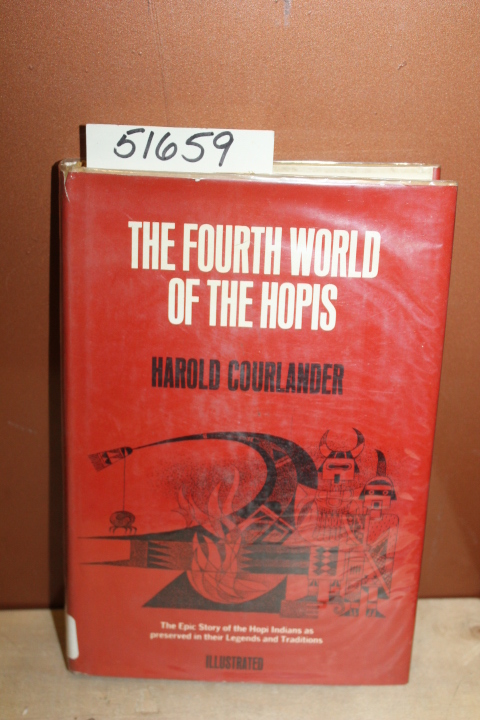 51659
THE FOURTH WORLD
OF THE HOPIS
HAROLD COURLANDER
The Epic Story of the Hopi Indians as
preserved in their Legends and Traditions
ILLUSTRATED